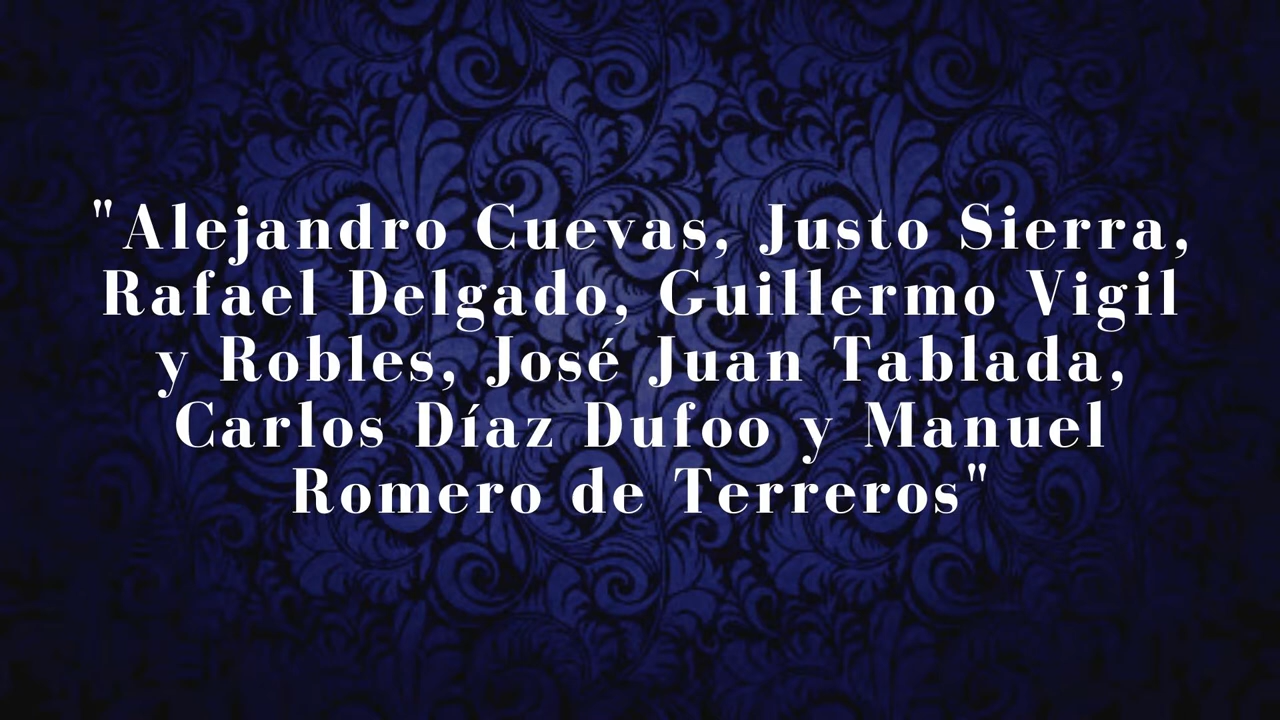 "Alejandro Cuevas, Justo Sierra,
Rafael Delgado, Guillermo Vigil
y Robles, José Juan Tablada,
Carlos Díaz Dufoo y Manuel
Romero de Terreros"